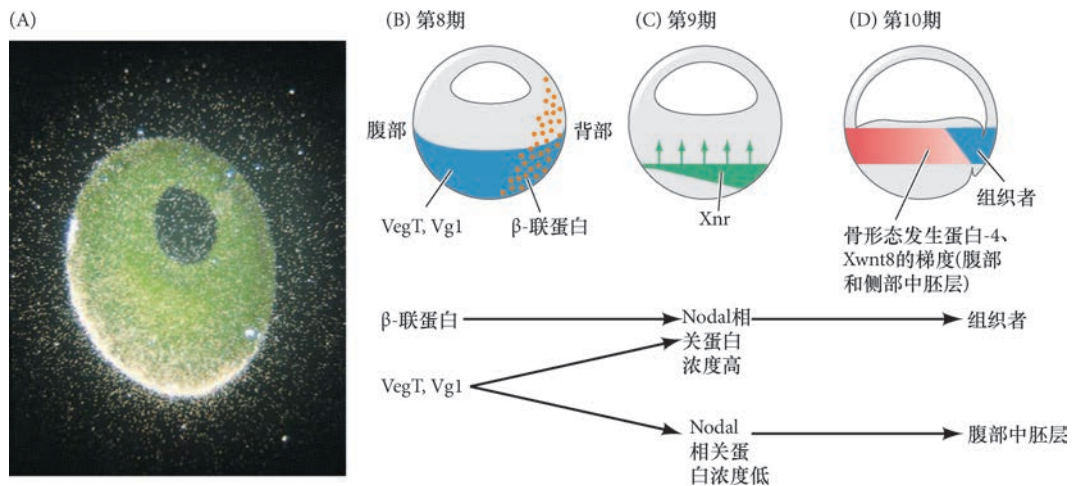 (A)
(B) 第8期
(C) 第9期
(D) 第10期
腹部
背部
VegT, Vg1
β-联蛋白
Xnr
组织者
骨形态发生蛋白-4、
Xwnt8的梯度(腹部
和侧部中胚层)
β-联蛋白
Nodal相
关蛋白
浓度高
组织者
VegT, Vg1
Nodal
相关蛋
白浓度低
腹部中胚层